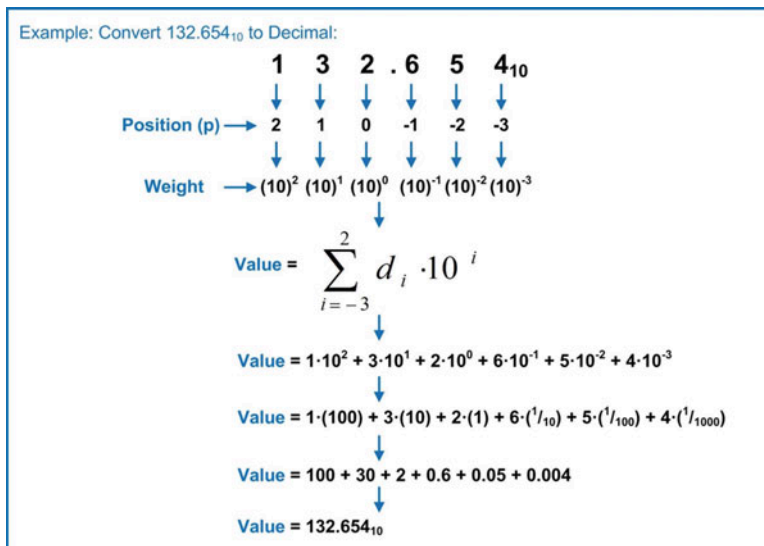 Example: Convert 132.654₁₀ to Decimal:
1 3 2 . 6 5 4₁₀
Position (p) 2 1 0 -1 -2 -3
Weight (10)² (10)¹ (10)⁰ (10)⁻¹ (10)⁻² (10)⁻³
2
Value = ∑ dᵢ ·10ⁱ
i = -3
Value = 1·10² + 3·10¹ + 2·10⁰ + 6·10⁻¹ + 5·10⁻² + 4·10⁻³
Value = 1·(100) + 3·(10) + 2·(1) + 6·(¹/₁₀) + 5·(¹/₁₀₀) + 4·(¹/₁₀₀₀)
Value = 100 + 30 + 2 + 0.6 + 0.05 + 0.004
Value = 132.654₁₀